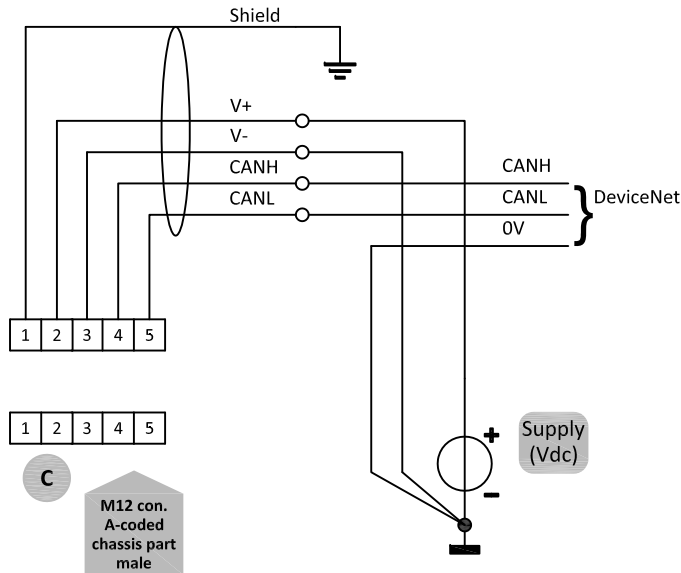 Shield
V+
V-
CANH
CANL
CANH
CANL
0V
DeviceNet
1 2 3 4 5
1 2 3 4 5
C
M12 con.
A-coded
chassis part
male
+
Supply
(Vdc)
-